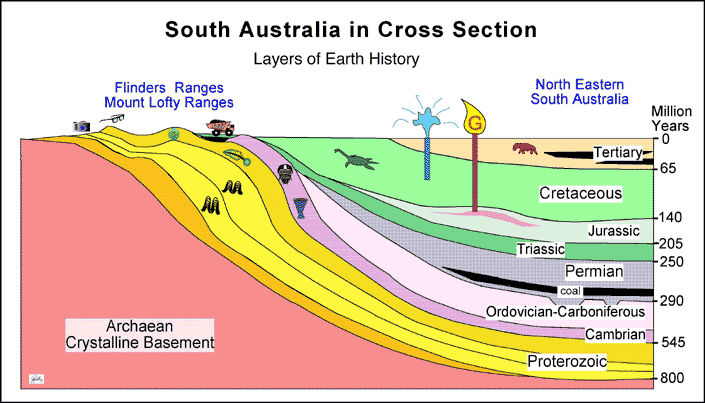 South Australia in Cross Section
Layers of Earth History
Flinders Ranges
Mount Lofty Ranges
North Eastern
South Australia
Million
Years
G
0
Tertiary
65
Cretaceous
140
Jurassic
205
Triassic
250
Permian
coal
290
Ordovician-Carboniferous
Cambrian
545
Proterozoic
800
Archaean
Crystalline Basement